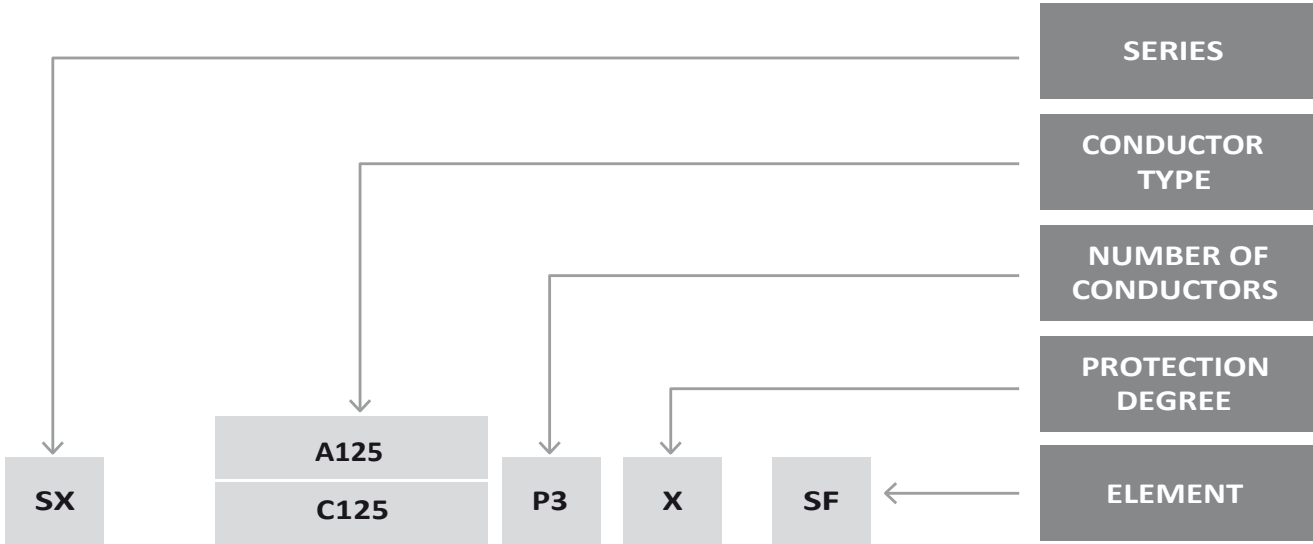 SERIES
CONDUCTOR
TYPE
NUMBER OF
CONDUCTORS
PROTECTION
DEGREE
A125
SX
C125
P3
X
SF
ELEMENT